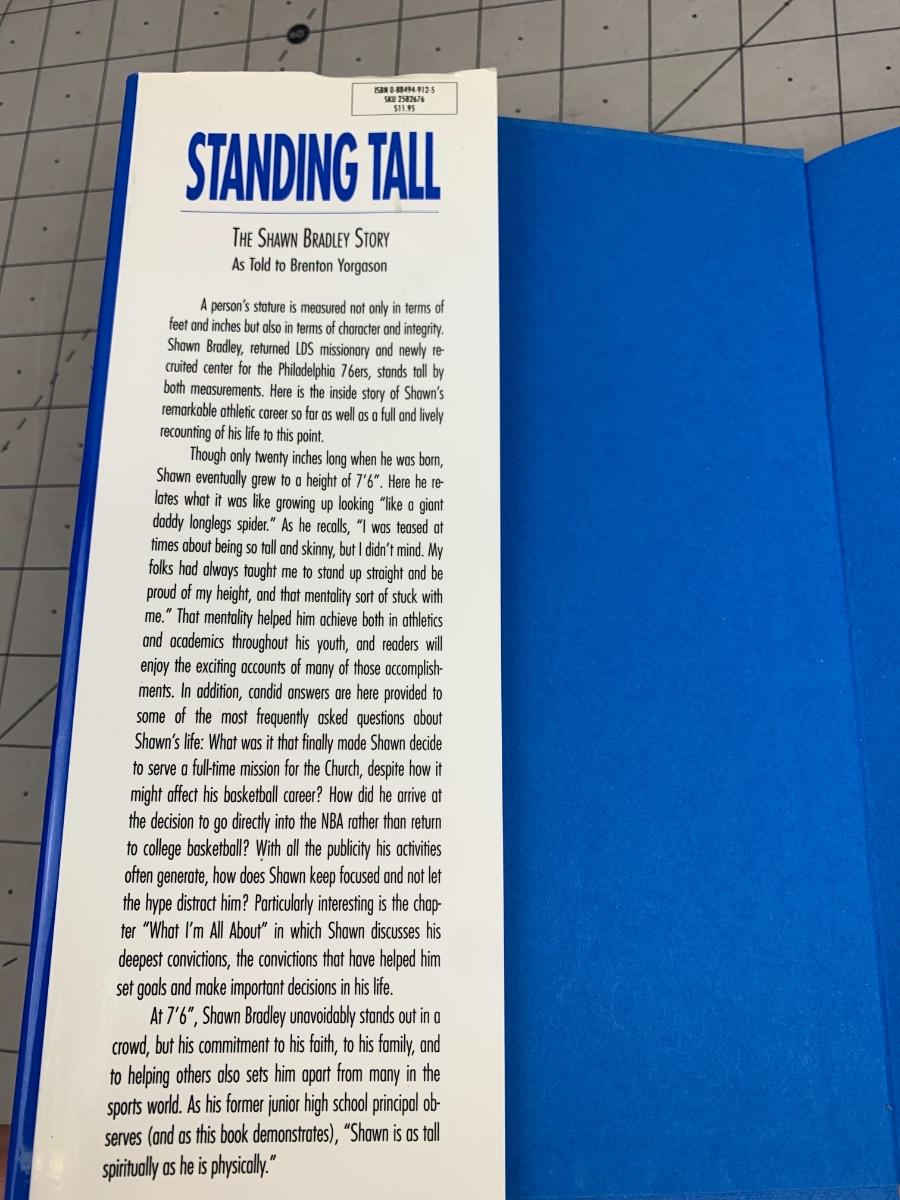 ISBN 0-88494-912-5
SKU 2582676
$11.95
STANDING TALL
THE SHAWN BRADLEY STORY
As Told to Brenton Yorgason
A person's stature is measured not only in terms of
feet and inches but also in terms of character and integrity.
Shawn Bradley, returned LDS missionary and newly re-
cruited center for the Philadelphia 76ers, stands tall by
both measurements. Here is the inside story of Shawn's
remarkable athletic career so far as well as a full and lively
recounting of his life to this point.
Though only twenty inches long when he was born,
Shawn eventually grew to a height of 7'6". Here he re-
lates what it was like growing up looking "like a giant
daddy longlegs spider." As he recalls, "I was teased at
times about being so tall and skinny, but I didn't mind. My
folks had always taught me to stand up straight and be
proud of my height, and that mentality sort of stuck with
me." That mentality helped him achieve both in athletics
and academics throughout his youth, and readers will
enjoy the exciting accounts of many of those accomplish-
ments. In addition, candid answers are here provided to
some of the most frequently asked questions about
Shawn's life: What was it that finally made Shawn decide
to serve a full-time mission for the Church, despite how it
might affect his basketball career? How did he arrive at
the decision to go directly into the NBA rather than return
to college basketball? With all the publicity his activities
often generate, how does Shawn keep focused and not let
the hype distract him? Particularly interesting is the chap-
ter "What I'm All About" in which Shawn discusses his
deepest convictions, the convictions that have helped him
set goals and make important decisions in his life.
At 7'6", Shawn Bradley unavoidably stands out in a
crowd, but his commitment to his faith, to his family, and
to helping others also sets him apart from many in the
sports world. As his former junior high school principal ob-
serves (and as this book demonstrates), "Shawn is as tall
spiritually as he is physically."